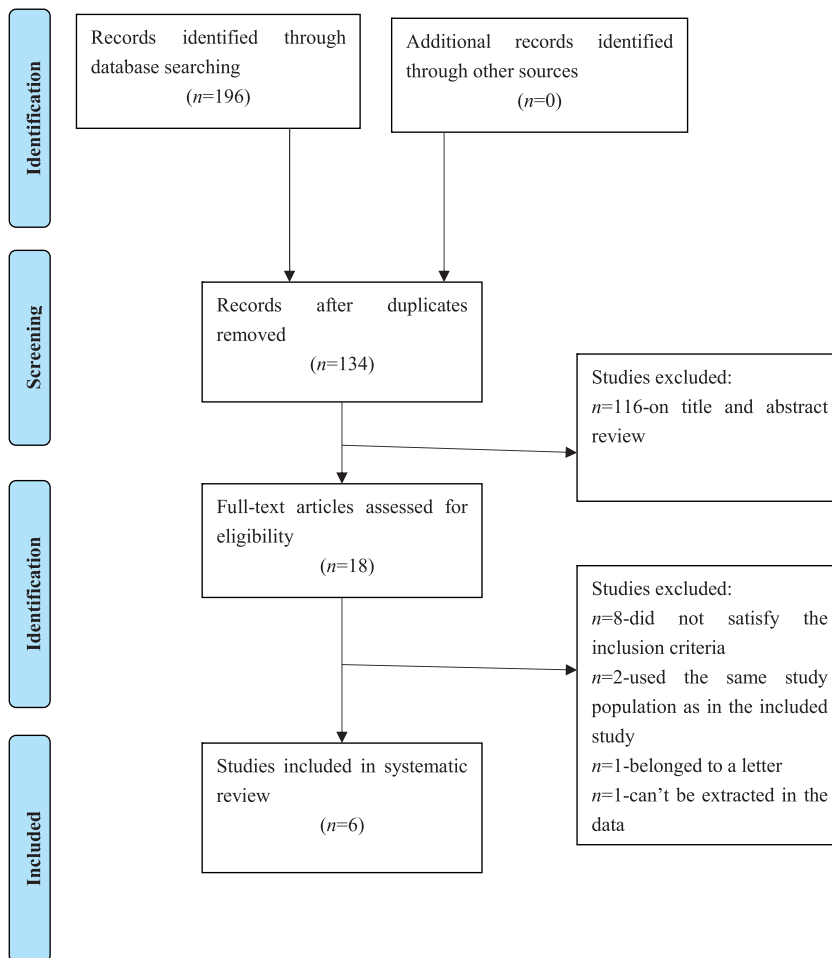 Identification
Records identified through
database searching
(n=196)
Additional records identified
through other sources
(n=0)
Screening
Records after duplicates
removed
(n=134)
Studies excluded:
n=116-on title and abstract
review
Identification
Full-text articles assessed for
eligibility
(n=18)
Studies excluded:
n=8-did not satisfy the
inclusion criteria
n=2-used the same study
population as in the included
study
n=1-belonged to a letter
n=1-can't be extracted in the
data
Included
Studies included in systematic
review
(n=6)